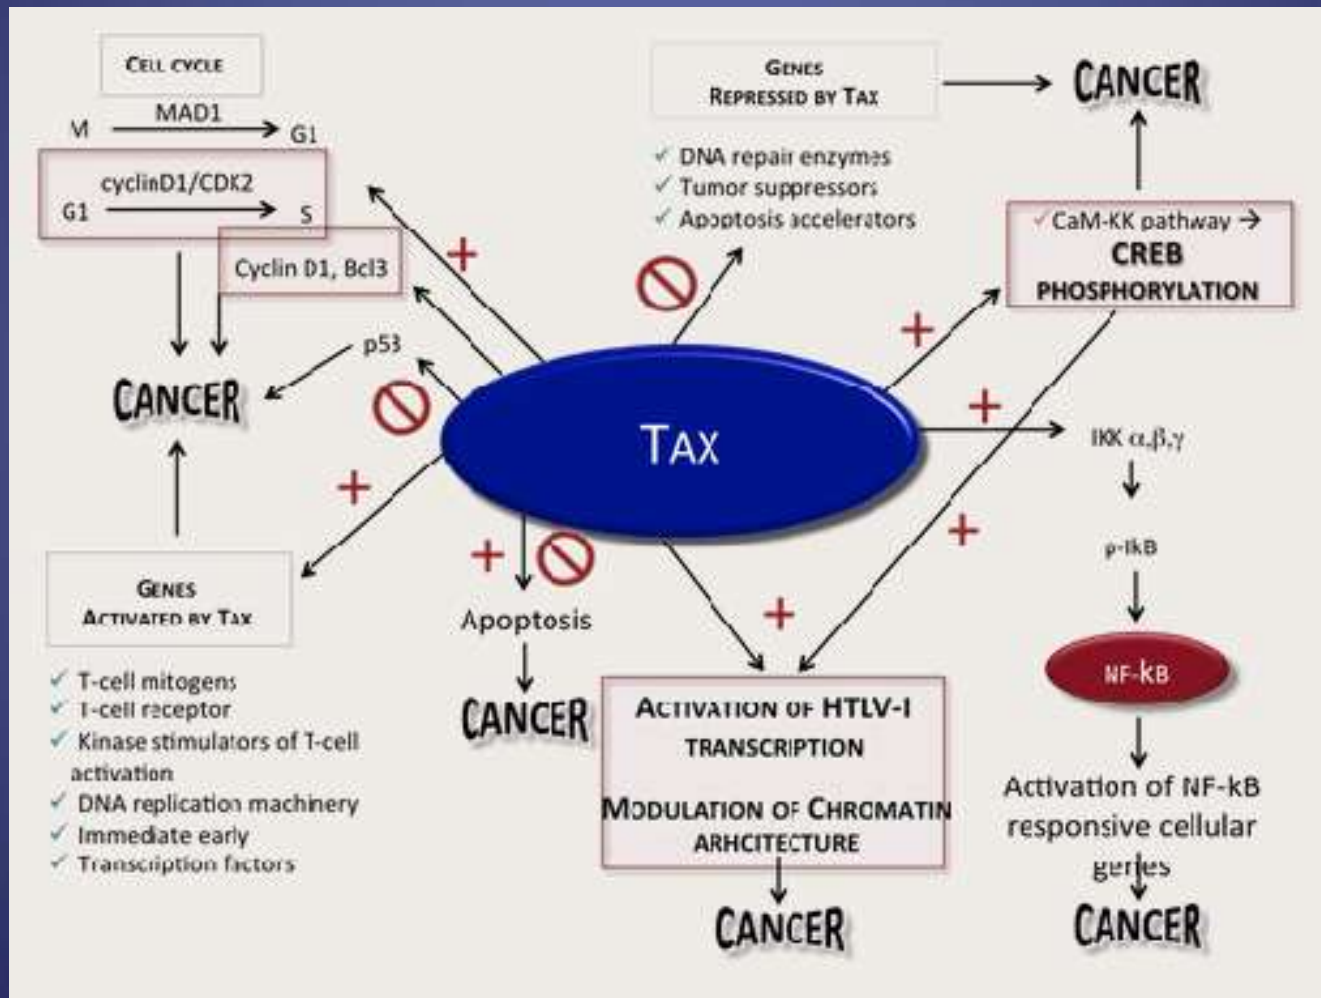 CELL CYCLE
M MAD1 G1
cyclinD1/CDK2
G1 S
Cyclin D1, Bcl3
p53
CANCER
GENES
ACTIVATED BY TAX
✓ T-cell mitogens
✓ T-cell receptor
✓ Kinase stimulators of T-cell
activation
✓ DNA replication machinery
✓ Immediate early
✓ Transcription factors
GENES
REPRESSED BY TAX
✓ DNA repair enzymes
✓ Tumor suppressors
✓ Apoptosis accelerators
CANCER
✓ CaM-KK pathway →
CREB
PHOSPHORYLATION
+
+
+
+
+
+
+
TAX
Apoptosis
CANCER
ACTIVATION OF HTLV-I
TRANSCRIPTION
MODULATION OF CHROMATIN
ARHCITECTURE
CANCER
IKK α,β,γ
p-IkB
NF-kB
Activation of NF-kB
responsive cellular
genes
CANCER